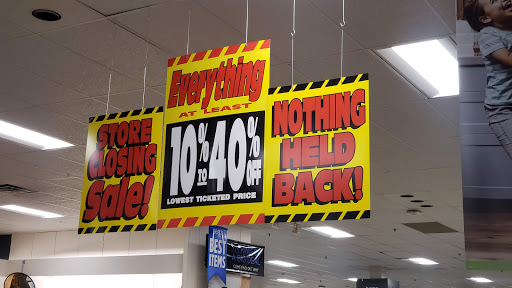 STORE
CLOSING
Sale!
Everything
AT LEAST
10% TO 40% OFF
LOWEST TICKETED PRICE
NOTHING
HELD
BACK!
BEST
ITEMS